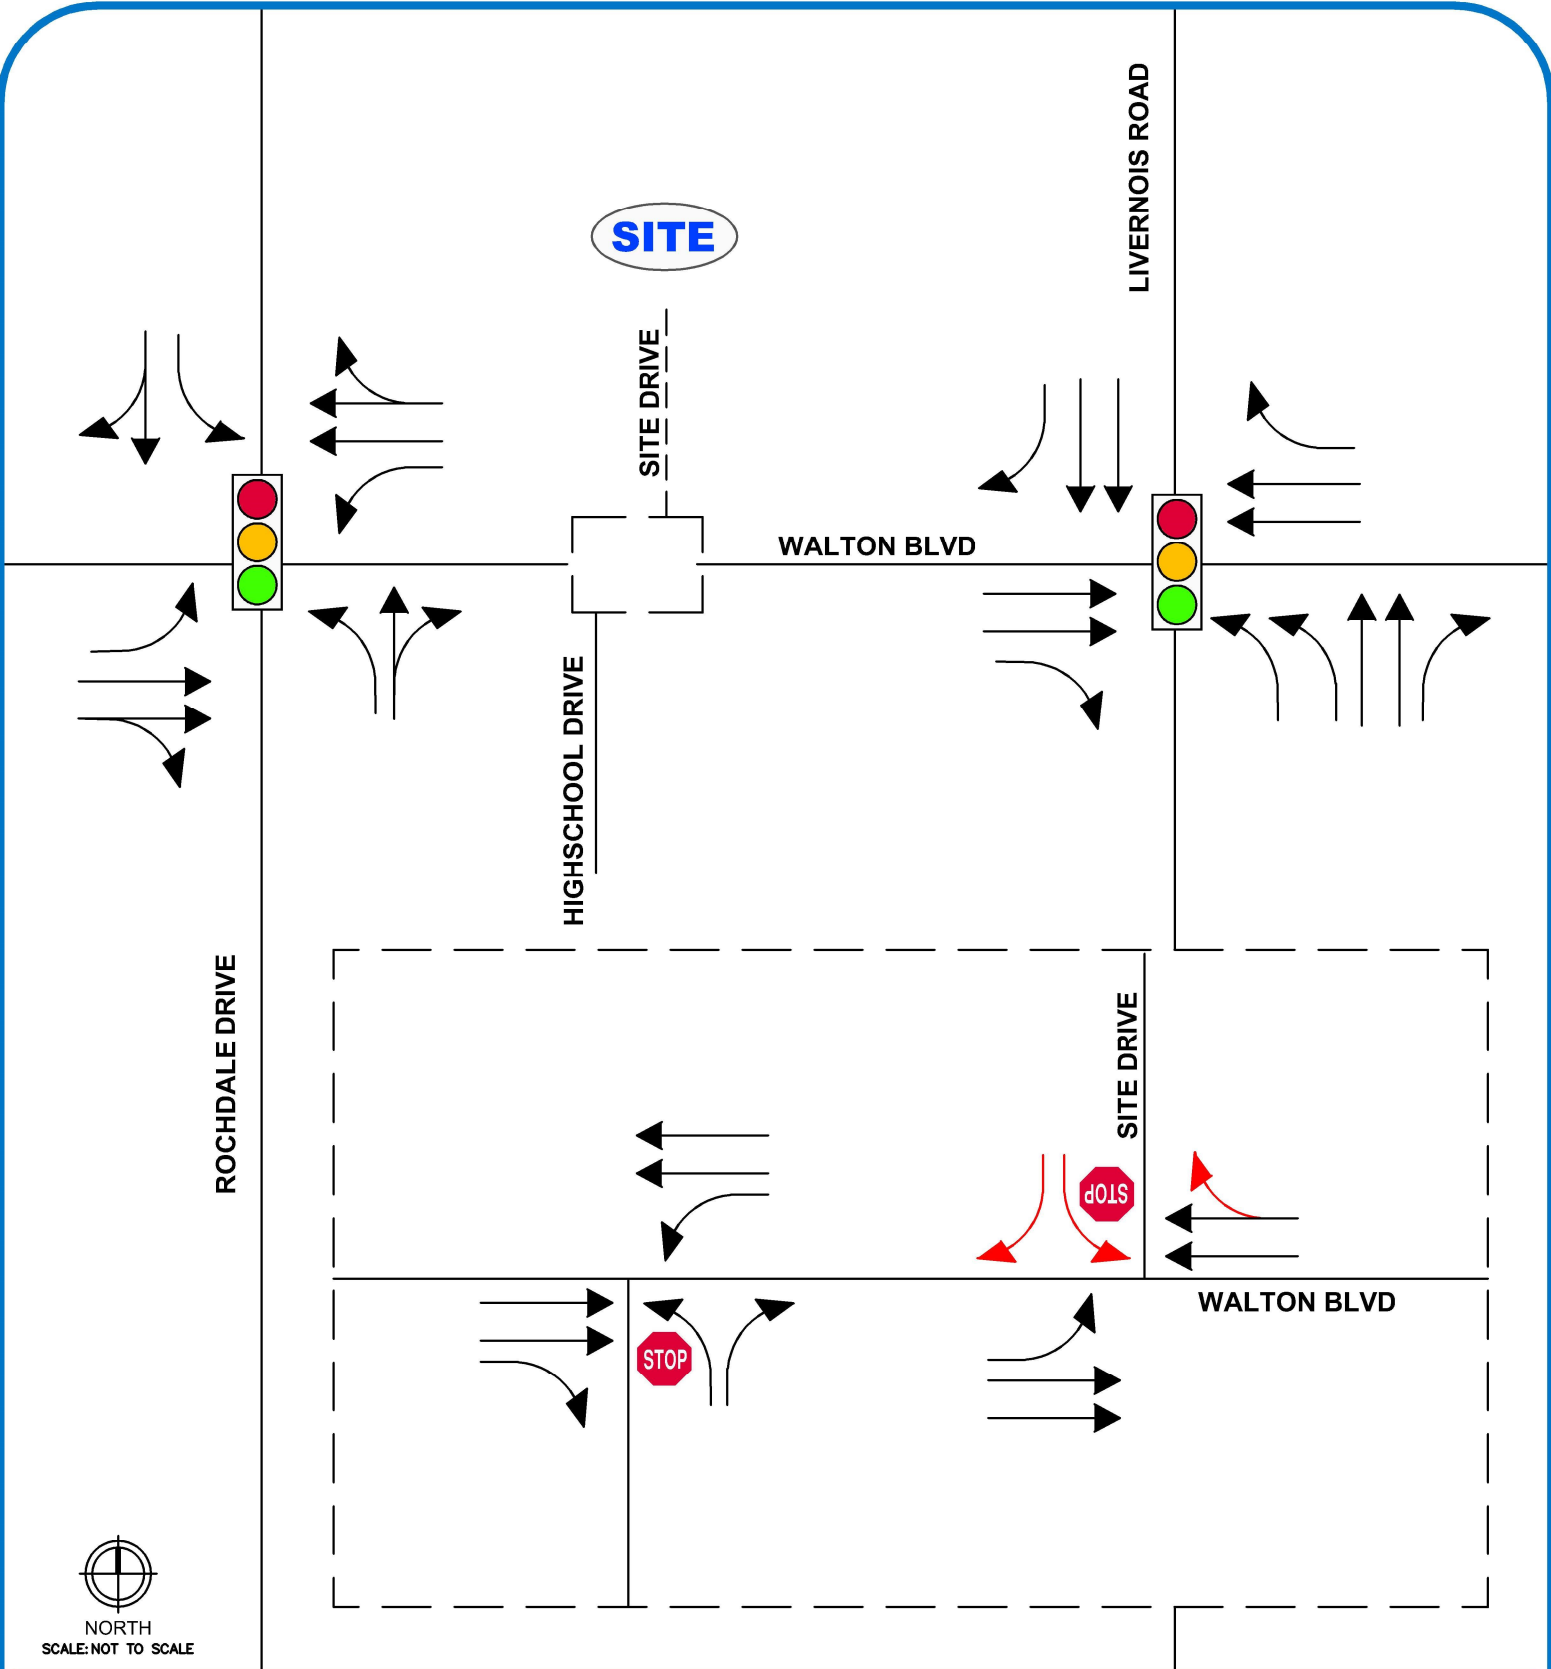 LIVERNOIS ROAD
SITE
SITE DRIVE
WALTON BLVD
HIGHSCHOOL DRIVE
ROCHDALE DRIVE
SITE DRIVE
STOP
WALTON BLVD
STOP
NORTH
SCALE: NOT TO SCALE